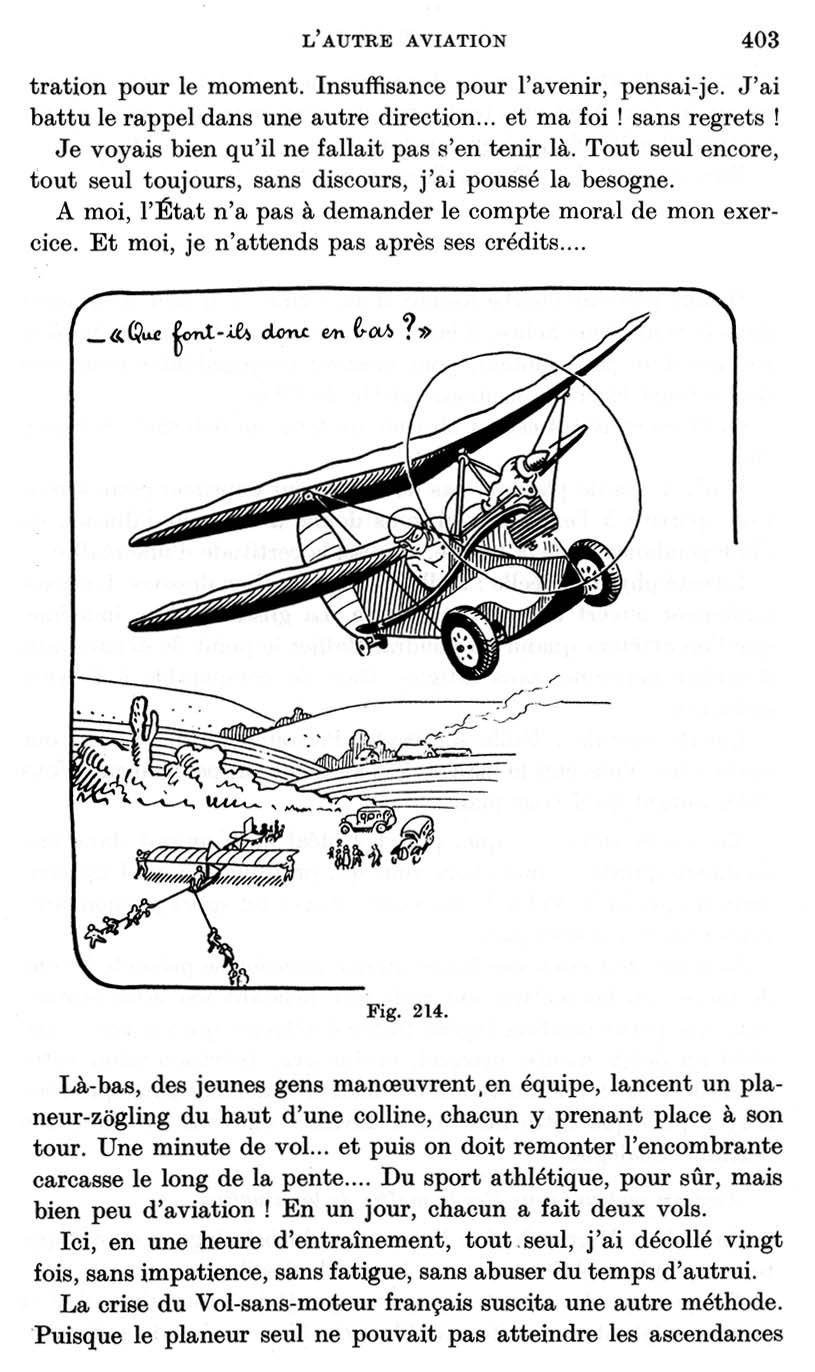 L'AUTRE AVIATION 403
tration pour le moment. Insuffisance pour l'avenir, pensai-je. J'ai
battu le rappel dans une autre direction... et ma foi ! sans regrets !
Je voyais bien qu'il ne fallait pas s'en tenir là. Tout seul encore,
tout seul toujours, sans discours, j'ai poussé la besogne.
A moi, l'État n'a pas à demander le compte moral de mon exer-
cice. Et moi, je n'attends pas après ses crédits....
—« Que font-ils donc en bas ? »
Fig. 214.
Là-bas, des jeunes gens manœuvrent en équipe, lancent un pla-
neur-zögling du haut d'une colline, chacun y prenant place à son
tour. Une minute de vol... et puis on doit remonter l'encombrante
carcasse le long de la pente.... Du sport athlétique, pour sûr, mais
bien peu d'aviation ! En un jour, chacun a fait deux vols.
Ici, en une heure d'entraînement, tout seul, j'ai décollé vingt
fois, sans impatience, sans fatigue, sans abuser du temps d'autrui.
La crise du Vol-sans-moteur français suscita une autre méthode.
Puisque le planeur seul ne pouvait pas atteindre les ascendances